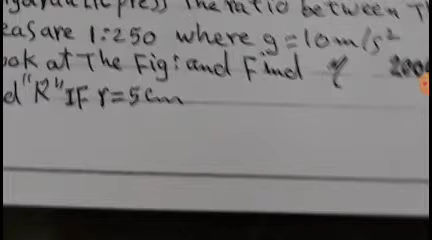 press The ratio between
eas are 1:250 where g=10m/s²
ook at The Fig: and Find
d "R" IF r=5cm